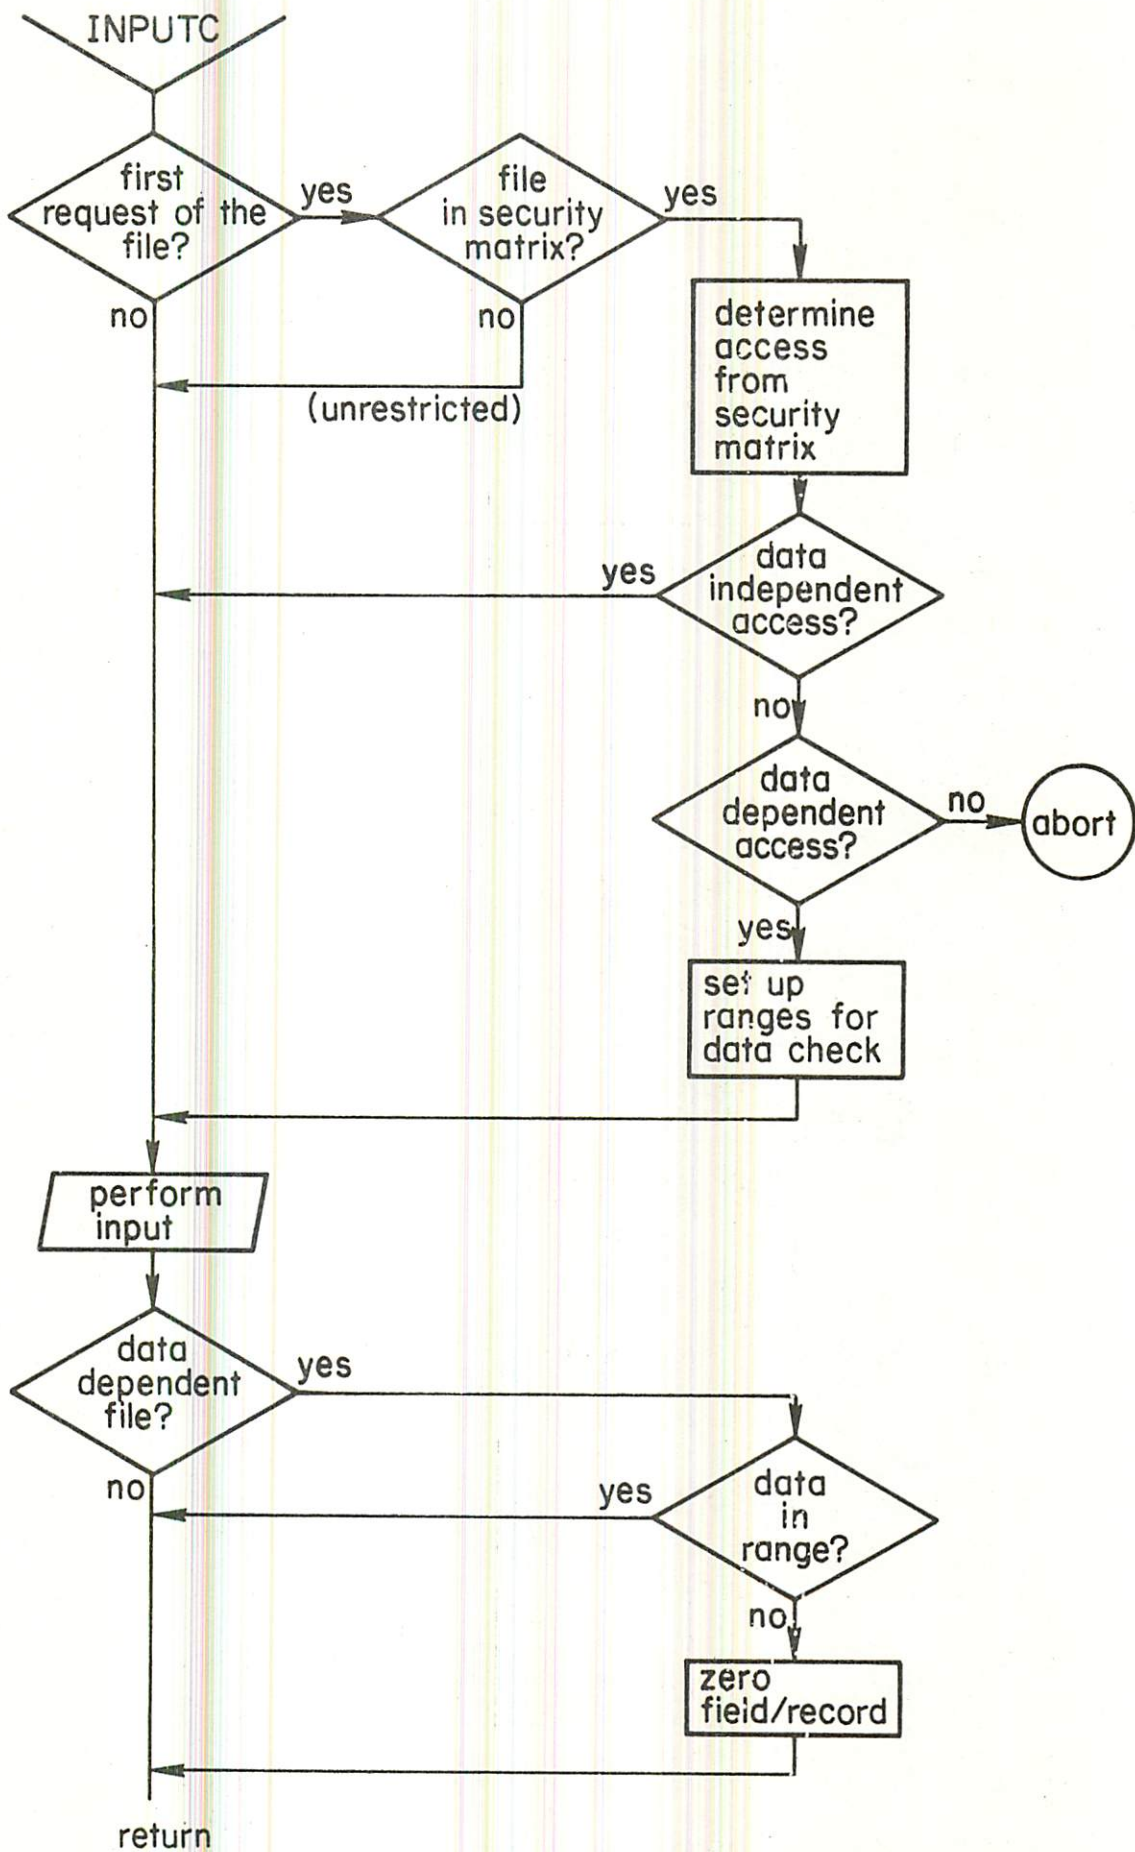 INPUTC
first
request of the
file?
yes
file
in security
matrix?
yes
no
no
(unrestricted)
determine
access
from
security
matrix
data
independent
access?
yes
no
data
dependent
access?
no
abort
yes
set up
ranges for
data check
perform
input
data
dependent
file?
yes
no
data
in
range?
yes
no
zero
field/record
return